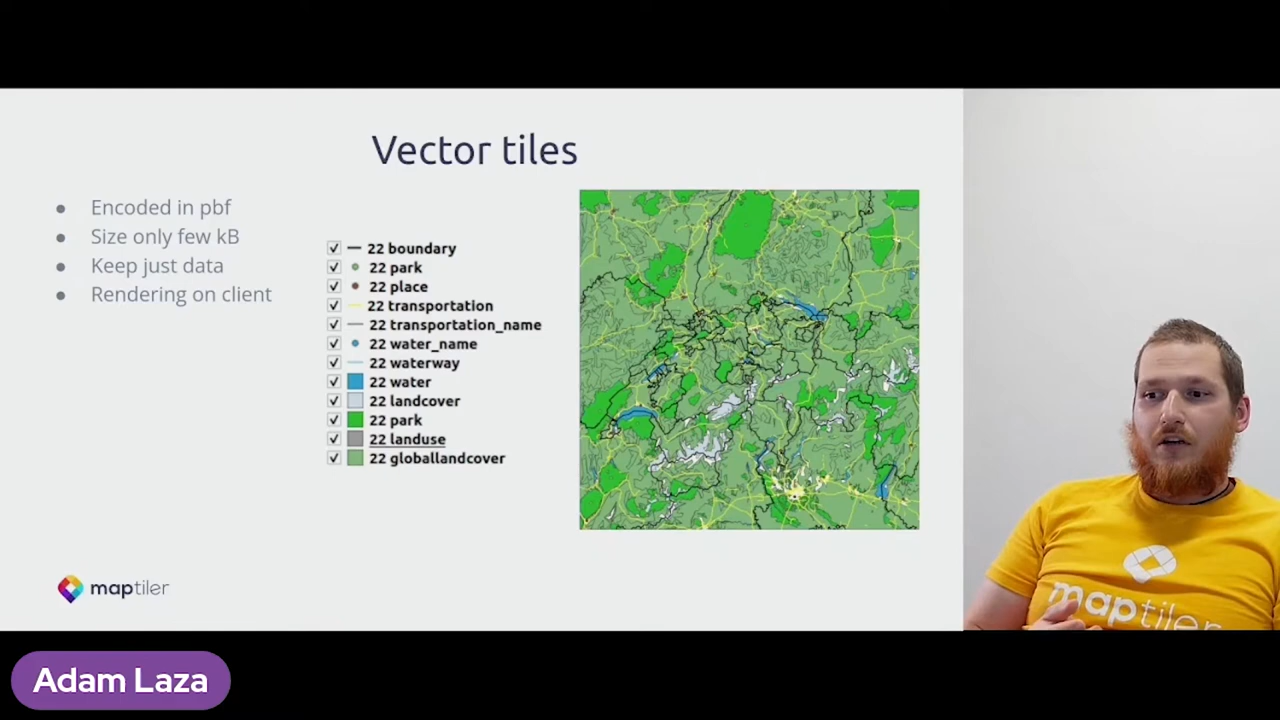 Vector tiles
Encoded in pbf
Size only few kB
Keep just data
Rendering on client
22 boundary
22 park
22 place
22 transportation
22 transportation_name
22 water_name
22 waterway
22 water
22 landcover
22 park
22 landuse
22 globallandcover
maptiler
maptiler
Adam Laza